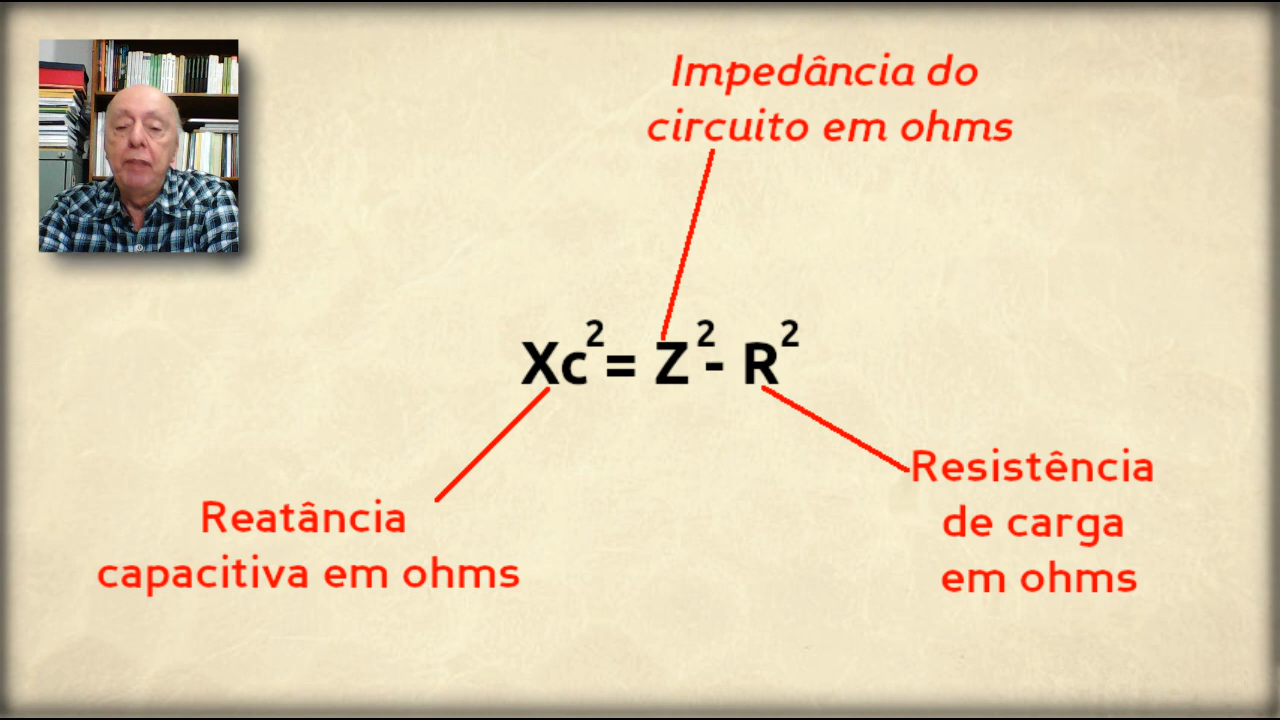 Impedância do
circuito em ohms
Xc²= Z²- R²
Resistência
de carga
em ohms
Reatância
capacitiva em ohms